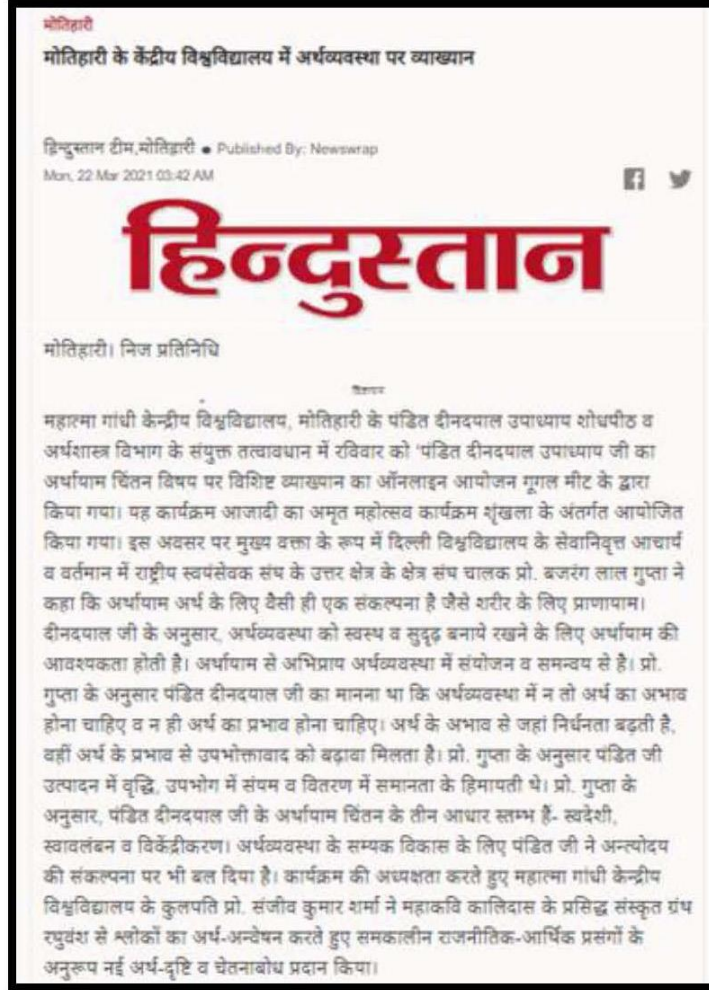 मोतिहारी
मोतिहारी के केंद्रीय विश्वविद्यालय में अर्थव्यवस्था पर व्याख्यान
हिन्दुस्तान टीम,मोतिहारी ● Published By: Newswrap
Mon, 22 Mar 2021 03:42 AM
हिन्दुस्तान
मोतिहारी। निज प्रतिनिधि
विज्ञापन
महात्मा गांधी केन्द्रीय विश्वविद्यालय, मोतिहारी के पंडित दीनदयाल उपाध्याय शोधपीठ व
अर्थशास्त्र विभाग के संयुक्त तत्वावधान में रविवार को 'पंडित दीनदयाल उपाध्याय जी का
अर्थायाम चिंतन विषय पर विशिष्ट व्याख्यान का ऑनलाइन आयोजन गूगल मीट के द्वारा
किया गया। यह कार्यक्रम आजादी का अमृत महोत्सव कार्यक्रम शृंखला के अंतर्गत आयोजित
किया गया। इस अवसर पर मुख्य वक्ता के रूप में दिल्ली विश्वविद्यालय के सेवानिवृत्त आचार्य
व वर्तमान में राष्ट्रीय स्वयंसेवक संघ के उत्तर क्षेत्र के क्षेत्र संघ चालक प्रो. बजरंग लाल गुप्ता ने
कहा कि अर्थायाम अर्थ के लिए वैसी ही एक संकल्पना है जैसे शरीर के लिए प्राणायाम।
दीनदयाल जी के अनुसार, अर्थव्यवस्था को स्वस्थ व सुदृढ़ बनाये रखने के लिए अर्थायाम की
आवश्यकता होती है। अर्थायाम से अभिप्राय अर्थव्यवस्था में संयोजन व समन्वय से है। प्रो.
गुप्ता के अनुसार पंडित दीनदयाल जी का मानना था कि अर्थव्यवस्था में न तो अर्थ का अभाव
होना चाहिए व न ही अर्थ का प्रभाव होना चाहिए। अर्थ के अभाव से जहां निर्धनता बढ़ती है,
वहीं अर्थ के प्रभाव से उपभोक्तावाद को बढ़ावा मिलता है। प्रो. गुप्ता के अनुसार पंडित जी
उत्पादन में वृद्धि, उपभोग में संयम व वितरण में समानता के हिमायती थे। प्रो. गुप्ता के
अनुसार, पंडित दीनदयाल जी के अर्थायाम चिंतन के तीन आधार स्तम्भ हैं- स्वदेशी,
स्वावलंबन व विकेंद्रीकरण। अर्थव्यवस्था के सम्यक विकास के लिए पंडित जी ने अन्त्योदय
की संकल्पना पर भी बल दिया है। कार्यक्रम की अध्यक्षता करते हुए महात्मा गांधी केन्द्रीय
विश्वविद्यालय के कुलपति प्रो. संजीव कुमार शर्मा ने महाकवि कालिदास के प्रसिद्ध संस्कृत ग्रंथ
रघुवंश से श्लोकों का अर्थ-अन्वेषन करते हुए समकालीन राजनीतिक-आर्थिक प्रसंगों के
अनुरूप नई अर्थ-दृष्टि व चेतनाबोध प्रदान किया।